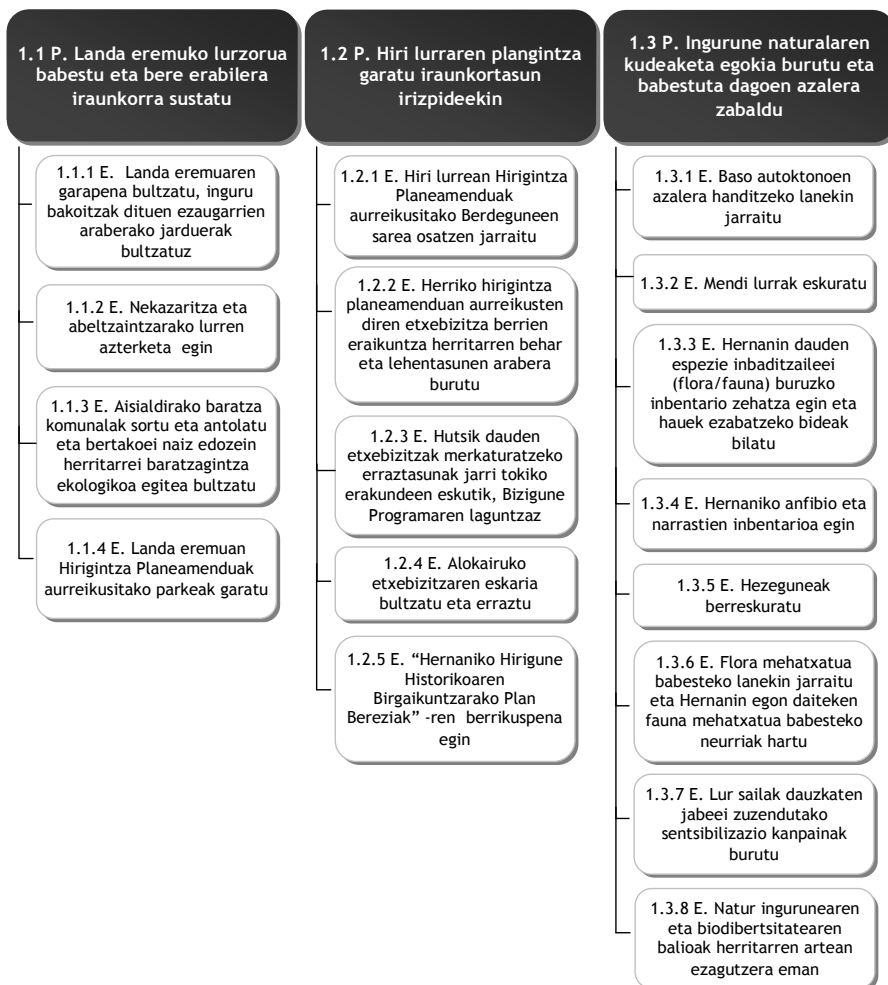 1.1 P. Landa eremuko lurzorua
babestu eta bere erabilera
iraunkorra sustatu
1.1.1 E. Landa eremuaren
garapena bultzatu, inguru
bakoitzak dituen ezaugarrien
araberako jarduerak
bultzatuz
1.1.2 E. Nekazaritza eta
abeltzaintzarako lurren
azterketa egin
1.1.3 E. Aisialdirako baratza
komunalak sortu eta antolatu
eta bertakoei naiz edozein
herritarrei baratzagintza
ekologikoa egitea bultzatu
1.1.4 E. Landa eremuan
Hirigintza Planeamenduak
aurreikusitako parkeak garatu
1.2 P. Hiri lurraren plangintza
garatu iraunkortasun
irizpideekin
1.2.1 E. Hiri lurrean Hirigintza
Planeamenduak
aurreikusitako Berdeguneen
sarea osatzen jarraitu
1.2.2 E. Herriko hirigintza
planeamenduan aurreikusten
diren etxebizitza berrien
eraikuntza herritarren behar
eta lehentasunen arabera
burutu
1.2.3 E. Hutsik dauden
etxebizitzak merkaturatzeko
erraztasunak jarri tokiko
erakundeen eskutik, Bizigune
Programaren laguntzaz
1.2.4 E. Alokairuko
etxebizitzaren eskaria
bultzatu eta erraztu
1.2.5 E. “Hernaniko Hirigune
Historikoaren
Birgaikuntzarako Plan
Bereziak” -ren berrikuspena
egin
1.3 P. Ingurune naturalaren
kudeaketa egokia burutu eta
babestuta dagoen azalera
zabaldu
1.3.1 E. Baso autoktonoen
azalera handitzeko lanekin
jarraitu
1.3.2 E. Mendi lurrak eskuratu
1.3.3 E. Hernanin dauden
espezie inbaditzaileei
(flora/fauna) buruzko
inbentario zehatza egin eta
hauek ezabatzeko bideak
bilatu
1.3.4 E. Hernaniko anfibio eta
narrastien inbentarioa egin
1.3.5 E. Hezeguneak
berreskuratu
1.3.6 E. Flora mehatxatua
babesteko lanekin jarraitu
eta Hernanin egon daiteken
fauna mehatxatua babesteko
neurriak hartu
1.3.7 E. Lur sailak dauzkaten
jabeei zuzendutako
sentsibilizazio kanpainak
burutu
1.3.8 E. Natur ingurunearen
eta biodibertsitatearen
balioak herritarren artean
ezagutzera eman